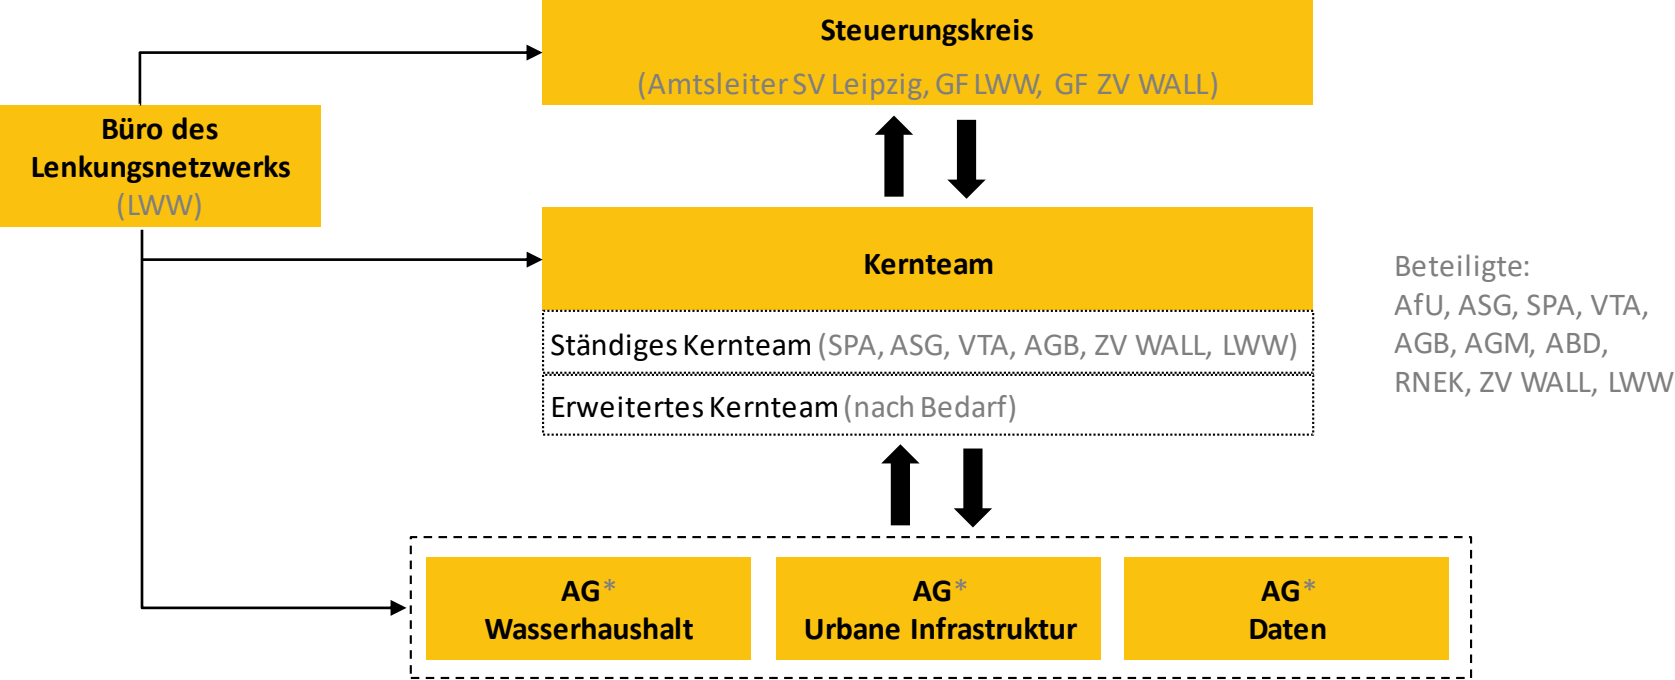 Steuerungskreis
(Amtsleiter SV Leipzig, GF LWW, GF ZV WALL)
Büro des
Lenkungsnetzwerks
(LWW)
Kernteam
Ständiges Kernteam (SPA, ASG, VTA, AGB, ZV WALL, LWW)
Erweitertes Kernteam (nach Bedarf)
Beteiligte:
AfU, ASG, SPA, VTA,
AGB, AGM, ABD,
RNEK, ZV WALL, LWW
AG*
Wasserhaushalt
AG*
Urbane Infrastruktur
AG*
Daten